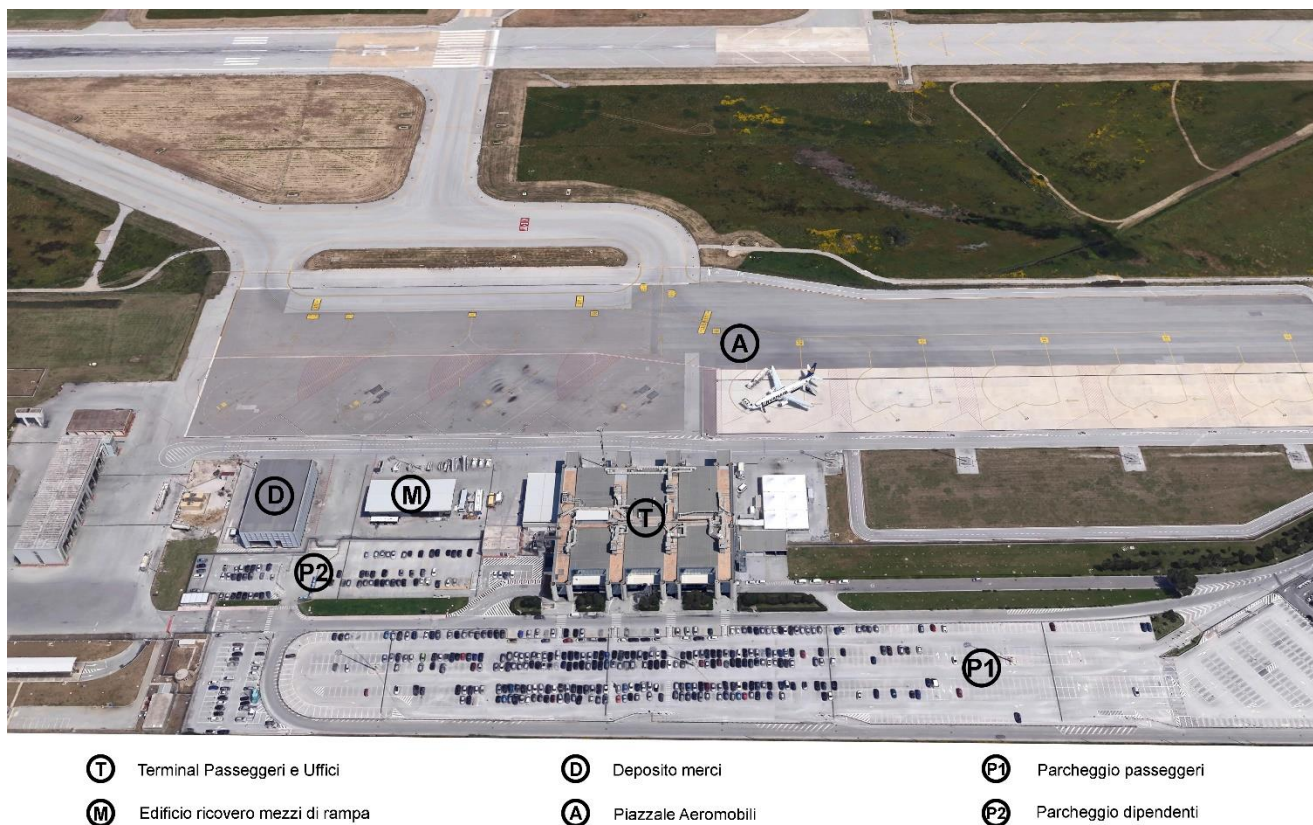 A
D
M
T
P2
P1
T Terminal Passeggeri e Uffici
D Deposito merci
P1 Parcheggio passeggeri
M Edificio ricovero mezzi di rampa
A Piazzale Aeromobili
P2 Parcheggio dipendenti